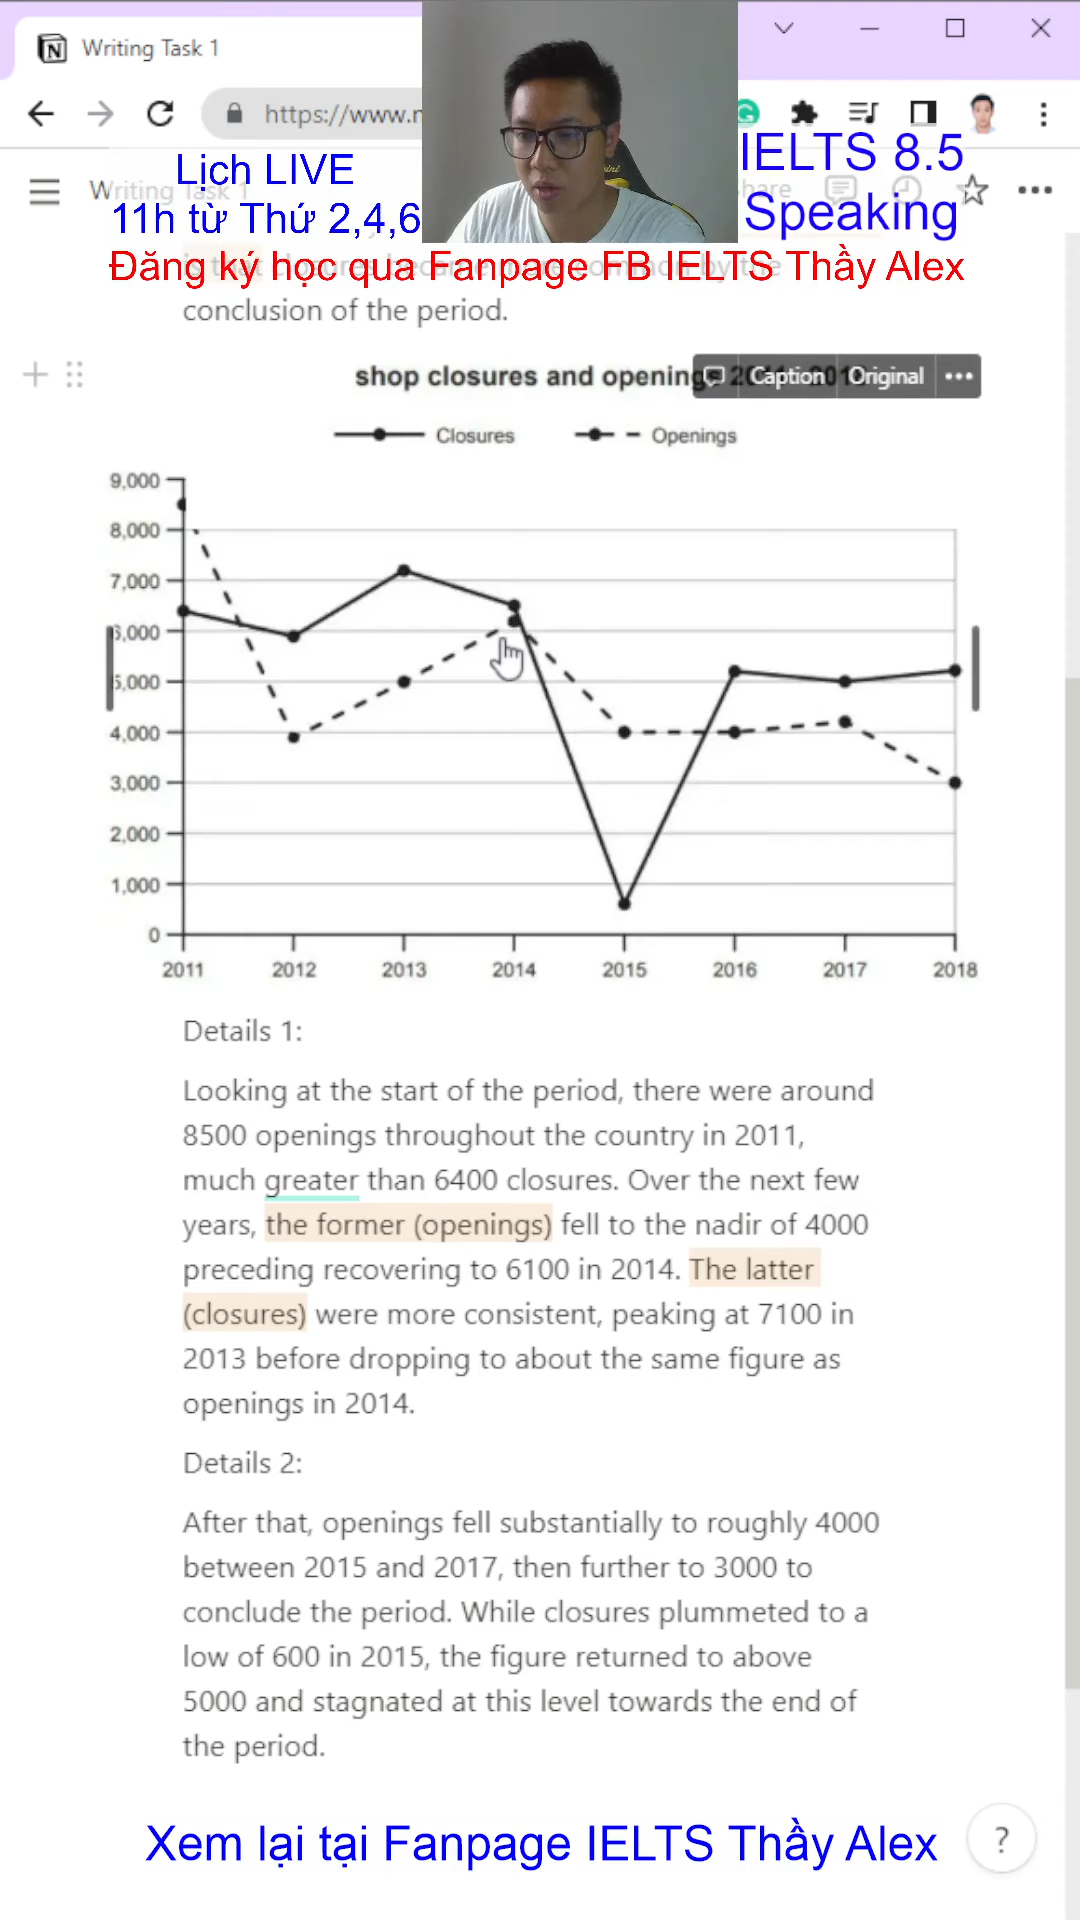 Writing Task 1
https://www.n
Lịch LIVE
11h từ Thứ 2,4,6
IELTS 8.5
Speaking
Writing Task 1
Đăng ký học qua Fanpage FB IELTS Thầy Alex
conclusion of the period.
shop closures and openings
Caption Original
Closures Openings
9,000
8,000
7,000
6,000
5,000
4,000
3,000
2,000
1,000
0
2011 2012 2013 2014 2015 2016 2017 2018
Details 1:
Looking at the start of the period, there were around
8500 openings throughout the country in 2011,
much greater than 6400 closures. Over the next few
years, the former (openings) fell to the nadir of 4000
preceding recovering to 6100 in 2014. The latter
(closures) were more consistent, peaking at 7100 in
2013 before dropping to about the same figure as
openings in 2014.
Details 2:
After that, openings fell substantially to roughly 4000
between 2015 and 2017, then further to 3000 to
conclude the period. While closures plummeted to a
low of 600 in 2015, the figure returned to above
5000 and stagnated at this level towards the end of
the period.
Xem lại tại Fanpage IELTS Thầy Alex
?